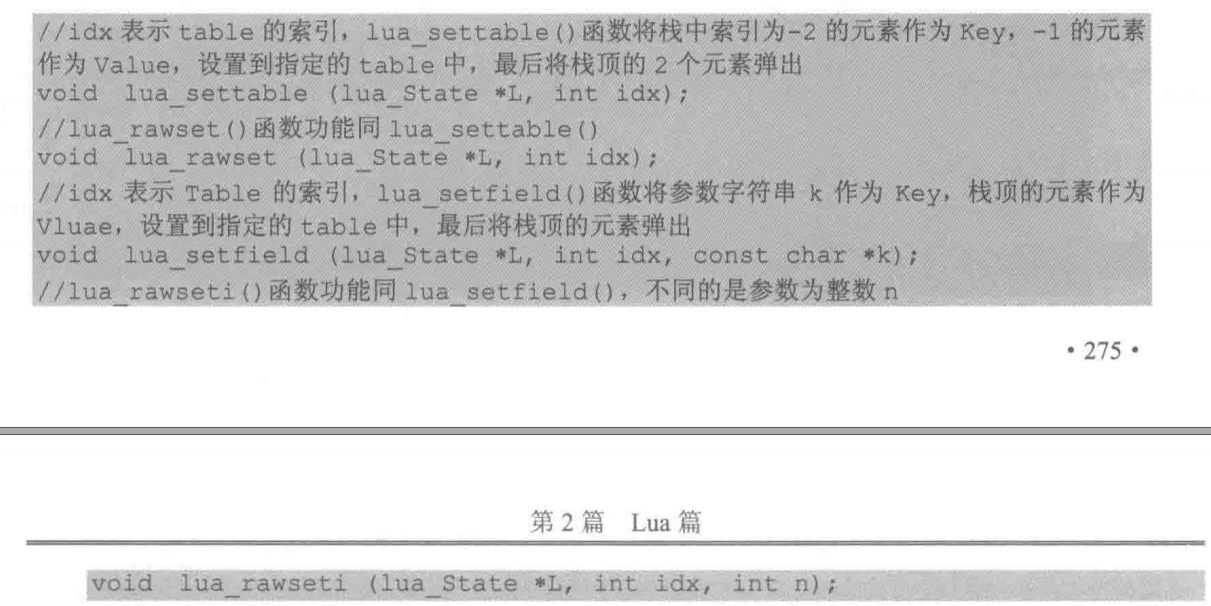 //idx 表示 table 的索引，lua_settable()函数将栈中索引为-2 的元素作为 Key，-1 的元素
作为 Value，设置到指定的 table 中，最后将栈顶的 2 个元素弹出
void  lua_settable (lua_State *L, int idx);
//lua_rawset()函数功能同 lua_settable()
void  lua_rawset (lua_State *L, int idx);
//idx 表示 Table 的索引，lua_setfield()函数将参数字符串 k 作为 Key，栈顶的元素作为
Vluae，设置到指定的 table 中，最后将栈顶的元素弹出
void  lua_setfield (lua_State *L, int idx, const char *k);
//lua_rawseti()函数功能同 lua_setfield()，不同的是参数为整数 n
• 275 •
第 2 篇　Lua 篇
void  lua_rawseti (lua_State *L, int idx, int n);